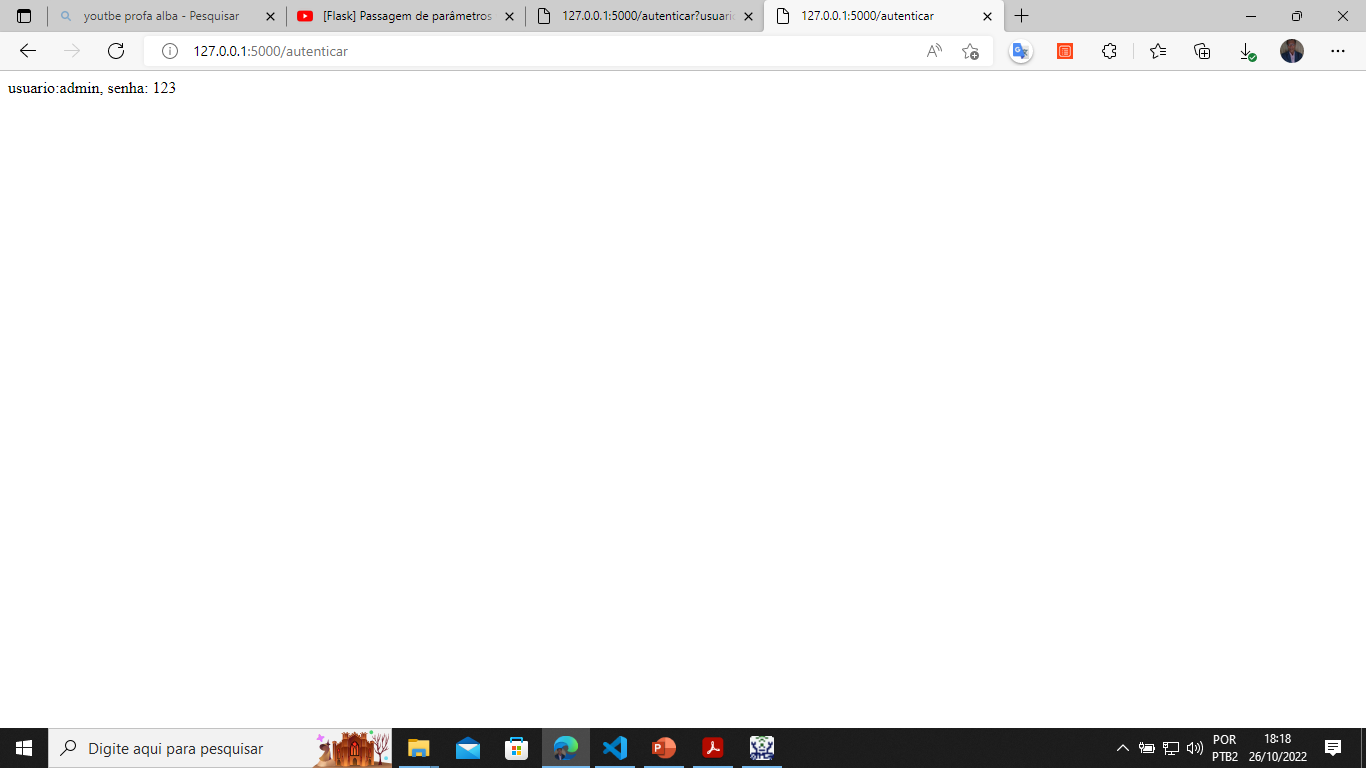 youtbe profa alba - Pesquisar
[Flask] Passagem de parâmetros
127.0.0.1:5000/autenticar?usuari
127.0.0.1:5000/autenticar
127.0.0.1:5000/autenticar
usuario:admin, senha: 123
Digite aqui para pesquisar
POR
PTB2
18:18
26/10/2022